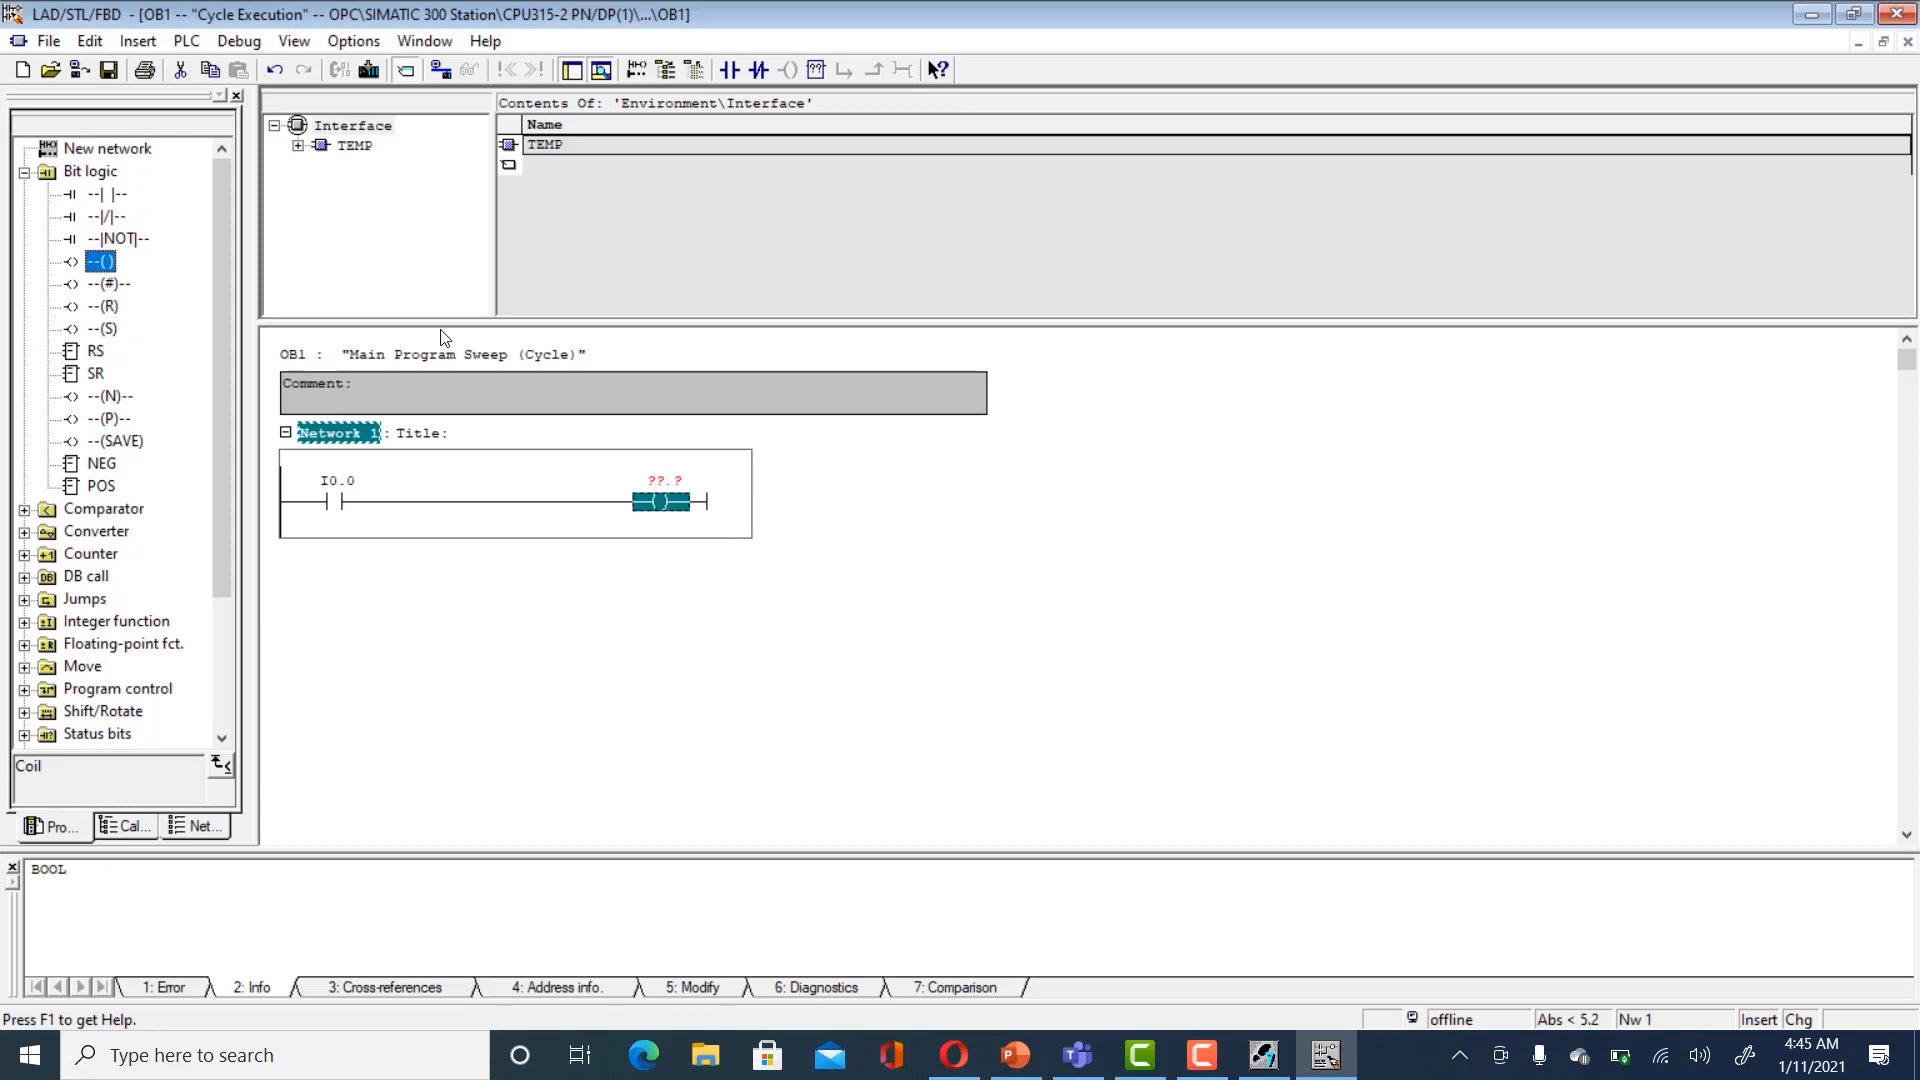 LAD/STL/FBD - [OB1 -- "Cycle Execution" -- OPC\SIMATIC 300 Station\CPU315-2 PN/DP(1)\...\OB1]
File Edit Insert PLC Debug View Options Window Help
Contents Of: 'Environment\Interface'
Interface
TEMP
Name
TEMP
New network
Bit logic
--| |--
--|/|--
--|NOT|--
--()
--(#)--
--(R)
--(S)
RS
SR
--(N)--
--(P)--
--(SAVE)
NEG
POS
Comparator
Converter
Counter
DB call
Jumps
Integer function
Floating-point fct.
Move
Program control
Shift/Rotate
Status bits
Coil
Pro... Cal... Net...
OB1 : "Main Program Sweep (Cycle)"
Comment:
Network 1: Title:
I0.0 ??.?
BOOL
1: Error 2: Info 3: Cross-references 4: Address info. 5: Modify 6: Diagnostics 7: Comparison
Press F1 to get Help. offline Abs < 5.2 Nw 1 Insert Chg
Type here to search
4:45 AM
1/11/2021